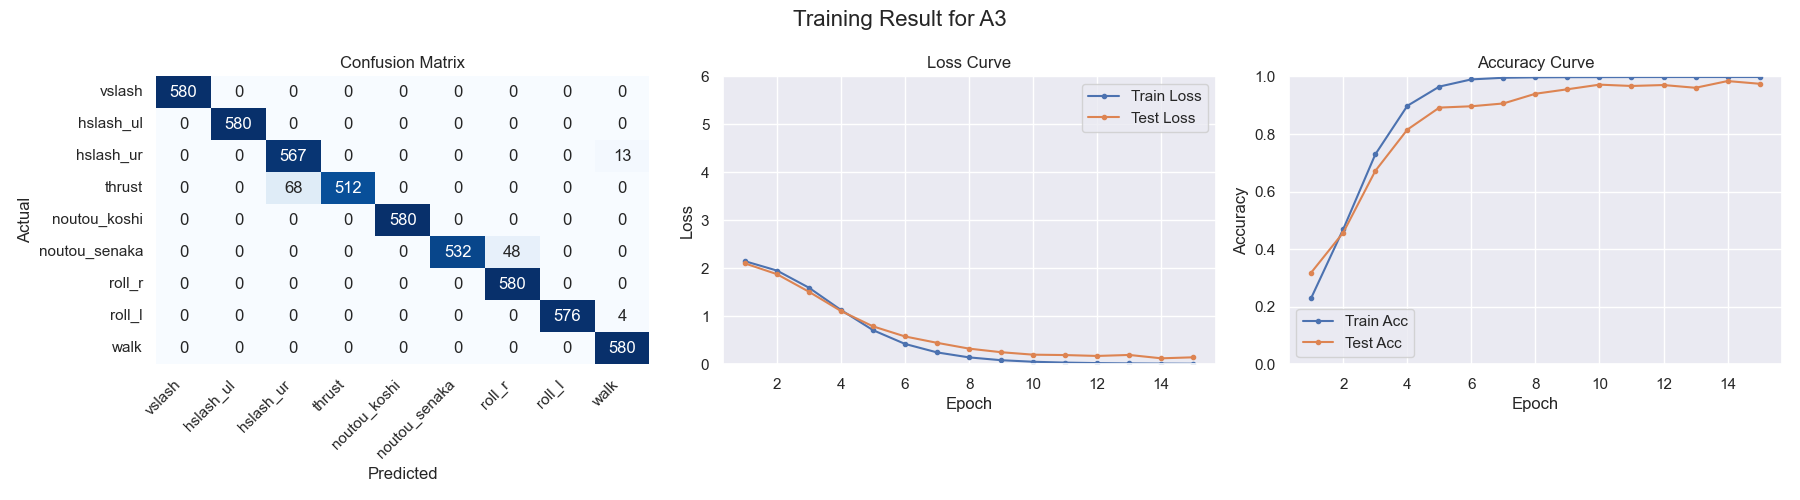 Training Result for A3
Confusion Matrix
Actual
vslash 580 0 0 0 0 0 0 0 0
hslash_ul 0 580 0 0 0 0 0 0 0
hslash_ur 0 0 567 0 0 0 0 0 13
thrust 0 0 68 512 0 0 0 0 0
noutou_koshi 0 0 0 0 580 0 0 0 0
noutou_senaka 0 0 0 0 0 532 48 0 0
roll_r 0 0 0 0 0 0 580 0 0
roll_l 0 0 0 0 0 0 0 576 4
walk 0 0 0 0 0 0 0 0 580
vslash hslash_ul hslash_ur thrust noutou_koshi noutou_senaka roll_r roll_l walk
Predicted
Loss Curve
Loss
6
5
4
3
2
1
0
Train Loss
Test Loss
2 4 6 8 10 12 14
Epoch
Accuracy Curve
Accuracy
1.0
0.8
0.6
0.4
0.2
0.0
Train Acc
Test Acc
2 4 6 8 10 12 14
Epoch